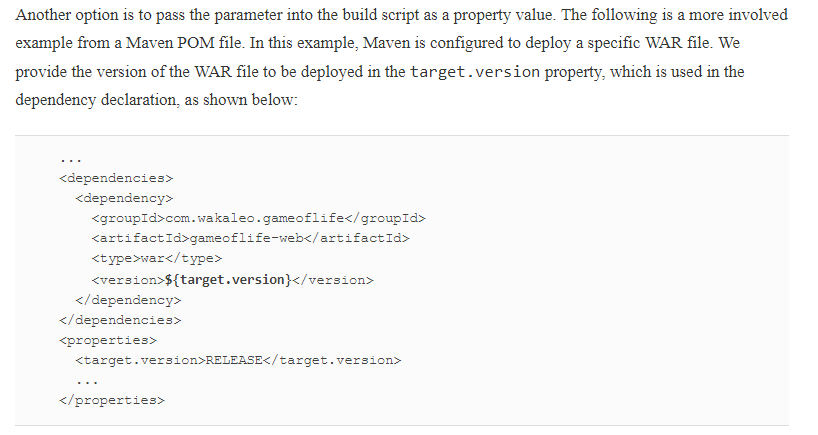 Another option is to pass the parameter into the build script as a property value. The following is a more involved
example from a Maven POM file. In this example, Maven is configured to deploy a specific WAR file. We
provide the version of the WAR file to be deployed in the target.version property, which is used in the
dependency declaration, as shown below:
...
<dependencies>
<dependency>
<groupId>com.wakaleo.gameoflife</groupId>
<artifactId>gameoflife-web</artifactId>
<type>war</type>
<version>${target.version}</version>
</dependency>
</dependencies>
<properties>
<target.version>RELEASE</target.version>
...
</properties>